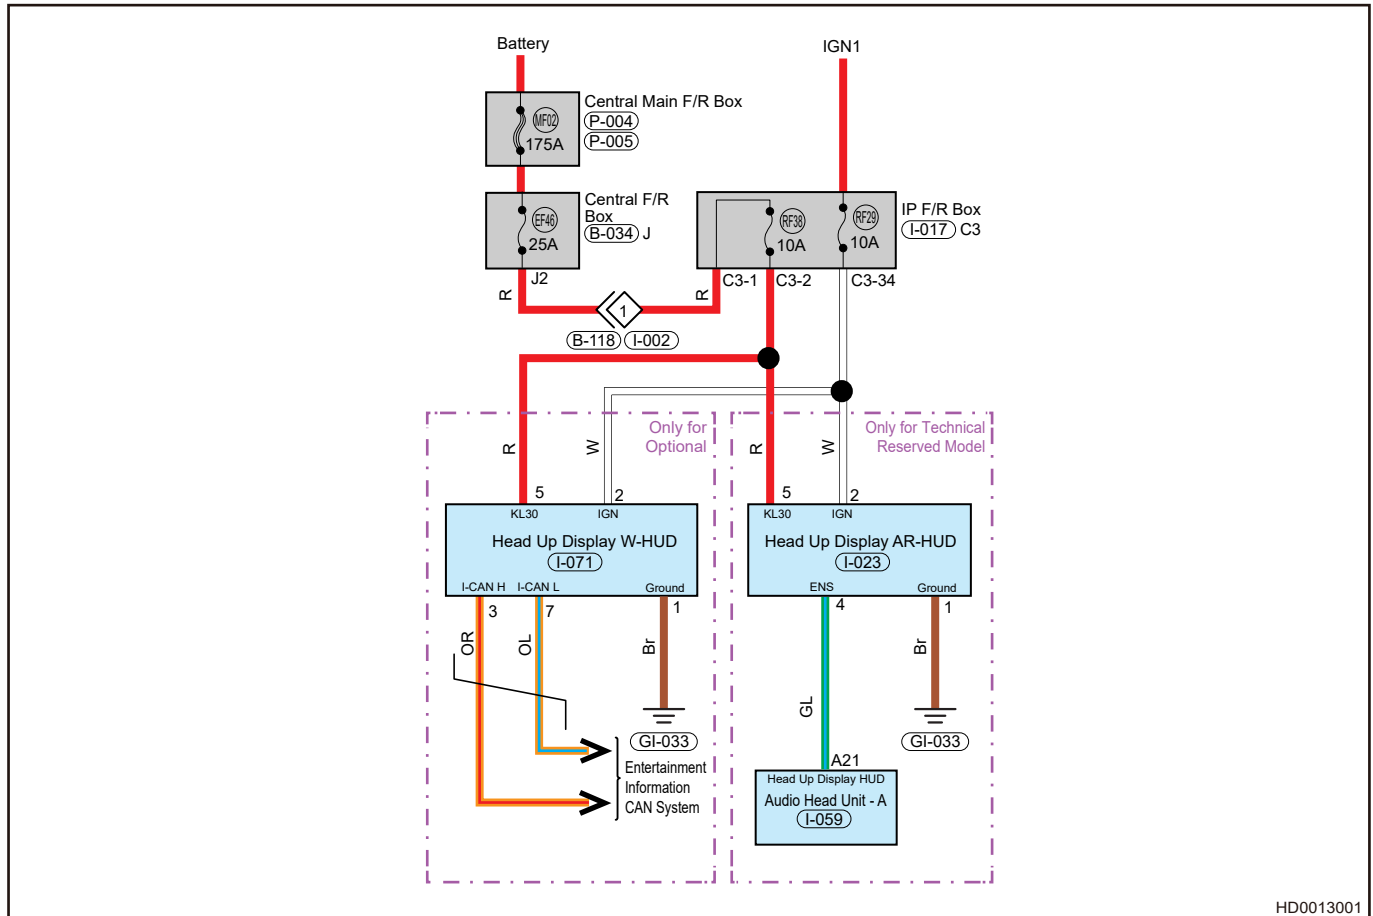 Battery
IGN1
Central Main F/R Box
P-004
P-005
MF02
175A
Central F/R
Box
B-034 J
EF46
25A
J2
R
IP F/R Box
I-017 C3
RF38
10A
RF29
10A
C3-1
C3-2
C3-34
R
1
B-118 I-002
Only for
Optional
Only for Technical
Reserved Model
R
W
R
W
5
2
5
2
KL30
IGN
Head Up Display W-HUD
I-071
I-CAN H
I-CAN L
Ground
KL30
IGN
Head Up Display AR-HUD
I-023
ENS
Ground
3
7
1
4
1
OR
OL
Br
GL
Br
GI-033
GI-033
Entertainment
Information
CAN System
A21
Head Up Display HUD
Audio Head Unit - A
I-059
HD0013001